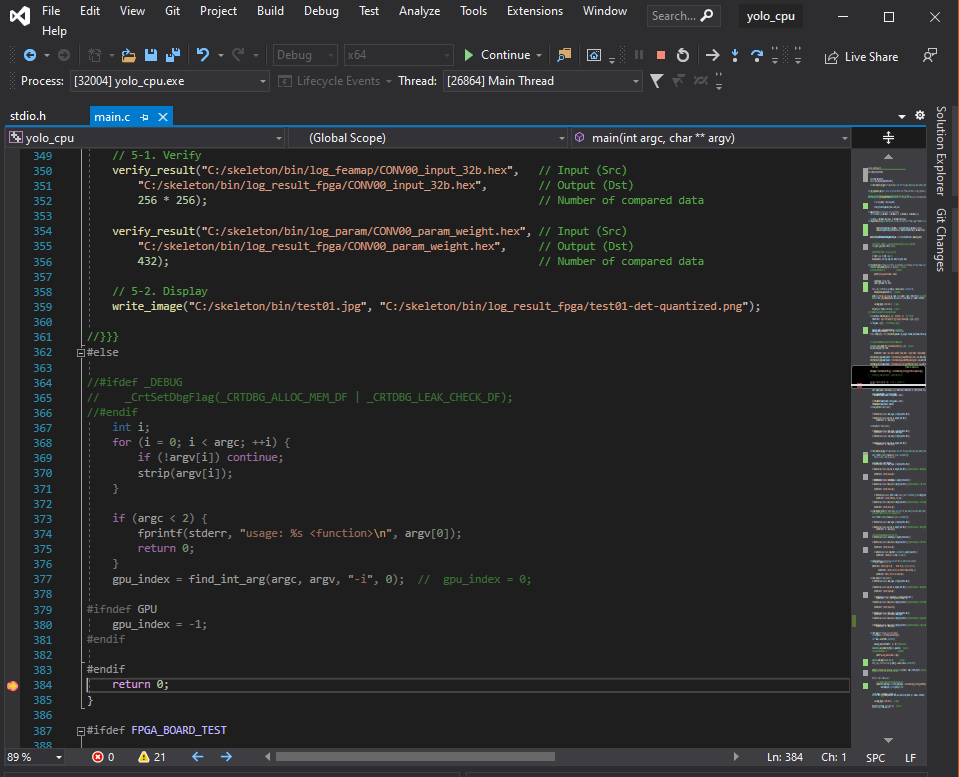 File Edit View Git Project Build Debug Test Analyze Tools Extensions Window Search... yolo_cpu
Help
Debug x64 Continue Live Share
Process: [32004] yolo_cpu.exe Lifecycle Events Thread: [26864] Main Thread
stdio.h main.c
yolo_cpu (Global Scope) main(int argc, char ** argv)
349 // 5-1. Verify
350 verify_result("C:/skeleton/bin/log_feamap/CONV00_input_32b.hex", // Input (Src)
351 "C:/skeleton/bin/log_result_fpga/CONV00_input_32b.hex", // Output (Dst)
352 256 * 256); // Number of compared data
353
354 verify_result("C:/skeleton/bin/log_param/CONV00_param_weight.hex", // Input (Src)
355 "C:/skeleton/bin/log_result_fpga/CONV00_param_weight.hex", // Output (Dst)
356 432); // Number of compared data
357
358 // 5-2. Display
359 write_image("C:/skeleton/bin/test01.jpg", "C:/skeleton/bin/log_result_fpga/test01-det-quantized.png");
360
361 //}}}
362 #else
363
364 //#ifdef _DEBUG
365 // _CrtSetDbgFlag(_CRTDBG_ALLOC_MEM_DF | _CRTDBG_LEAK_CHECK_DF);
366 //#endif
367 int i;
368 for (i = 0; i < argc; ++i) {
369 if (!argv[i]) continue;
370 strip(argv[i]);
371 }
372
373 if (argc < 2) {
374 fprintf(stderr, "usage: %s <function>\n", argv[0]);
375 return 0;
376 }
377 gpu_index = find_int_arg(argc, argv, "-i", 0); // gpu_index = 0;
378
379 #ifndef GPU
380 gpu_index = -1;
381 #endif
382
383 #endif
384 return 0;
385 }
386
387 #ifdef FPGA_BOARD_TEST
388
89 % 0 21 Ln: 384 Ch: 1 SPC LF
Solution Explorer
Git Changes